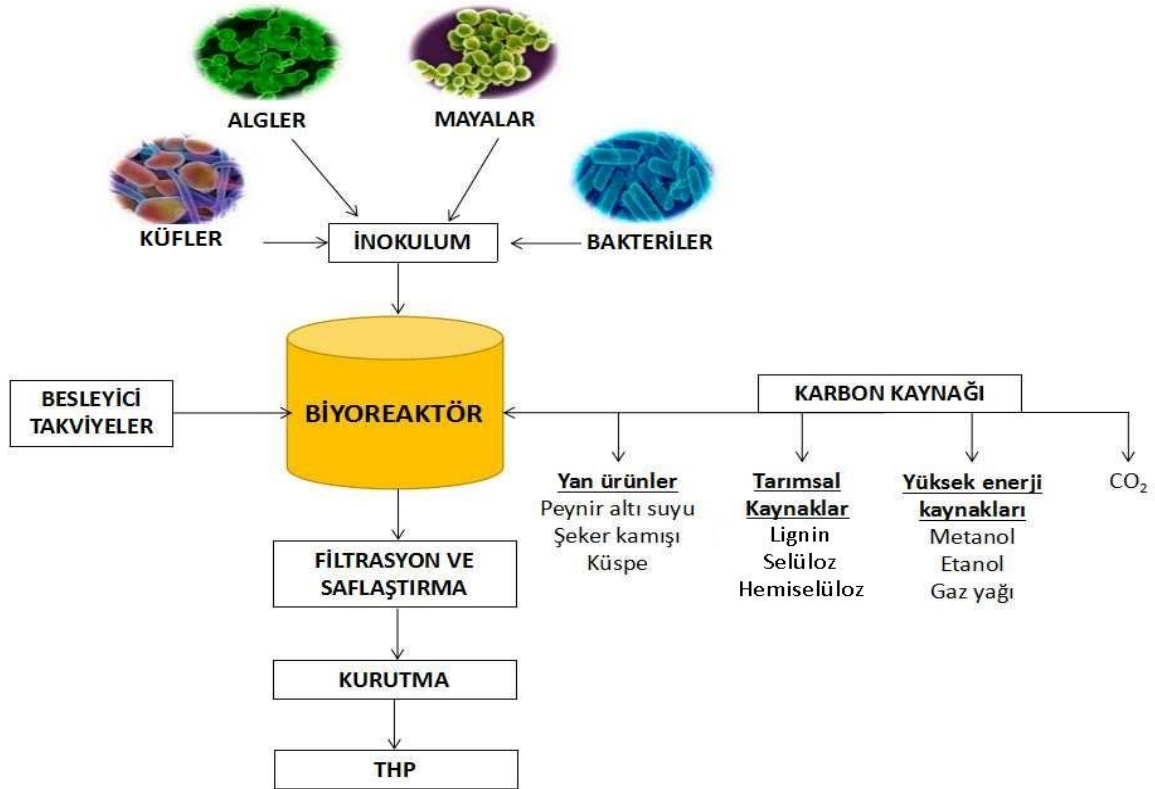 ALGLER
MAYALAR
KÜFLER
İNOKULUM
BAKTERİLER
BESLEYİCİ
TAKVİYELER
BİYOREAKTÖR
KARBON KAYNAĞI
Yan ürünler
Peynir altı suyu
Şeker kamışı
Küspe
Tarımsal
Kaynaklar
Lignin
Selüloz
Hemiselüloz
Yüksek enerji
kaynakları
Metanol
Etanol
Gaz yağı
CO₂
FİLTRASYON VE
SAFLAŞTIRMA
KURUTMA
THP